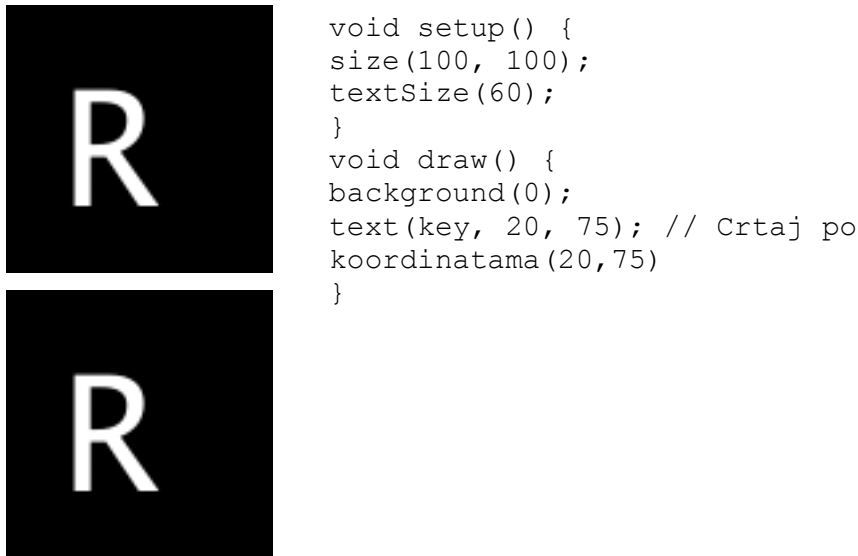 R
R
void setup() {
size(100, 100);
textSize(60);
}
void draw() {
background(0);
text(key, 20, 75); // Crtaj po
koordinatama(20,75)
}